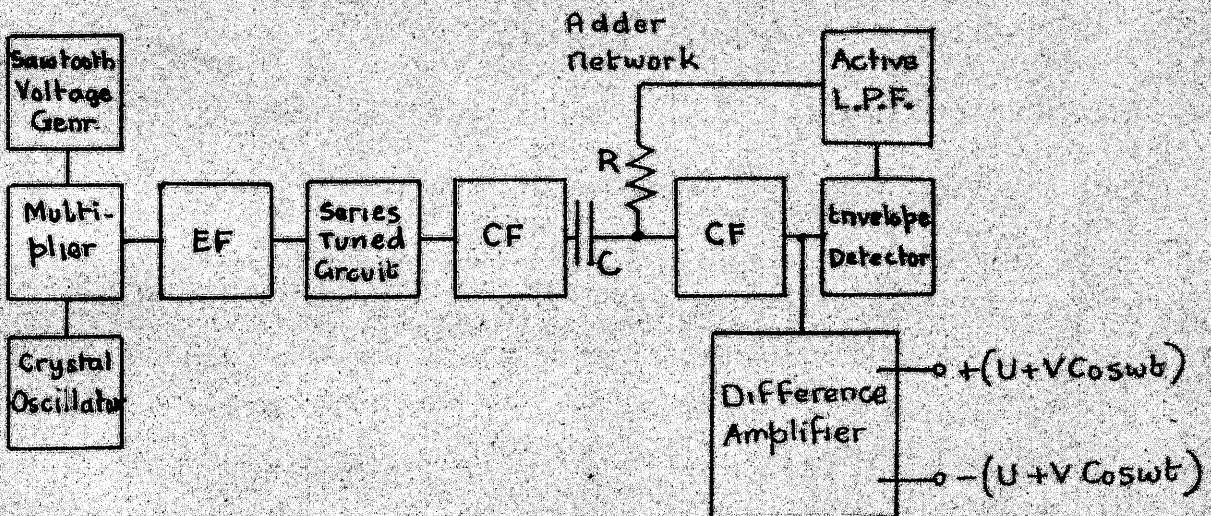 Adder
network
Sawtooth
Voltage
Genr.
Active
L.P.F.
R
Multi-
plier
EF
Series
Tuned
Circuit
CF
C
CF
Envelope
Detector
Crystal
Oscillator
Difference
Amplifier
+(U+VCoswt)
-(U+VCoswt)